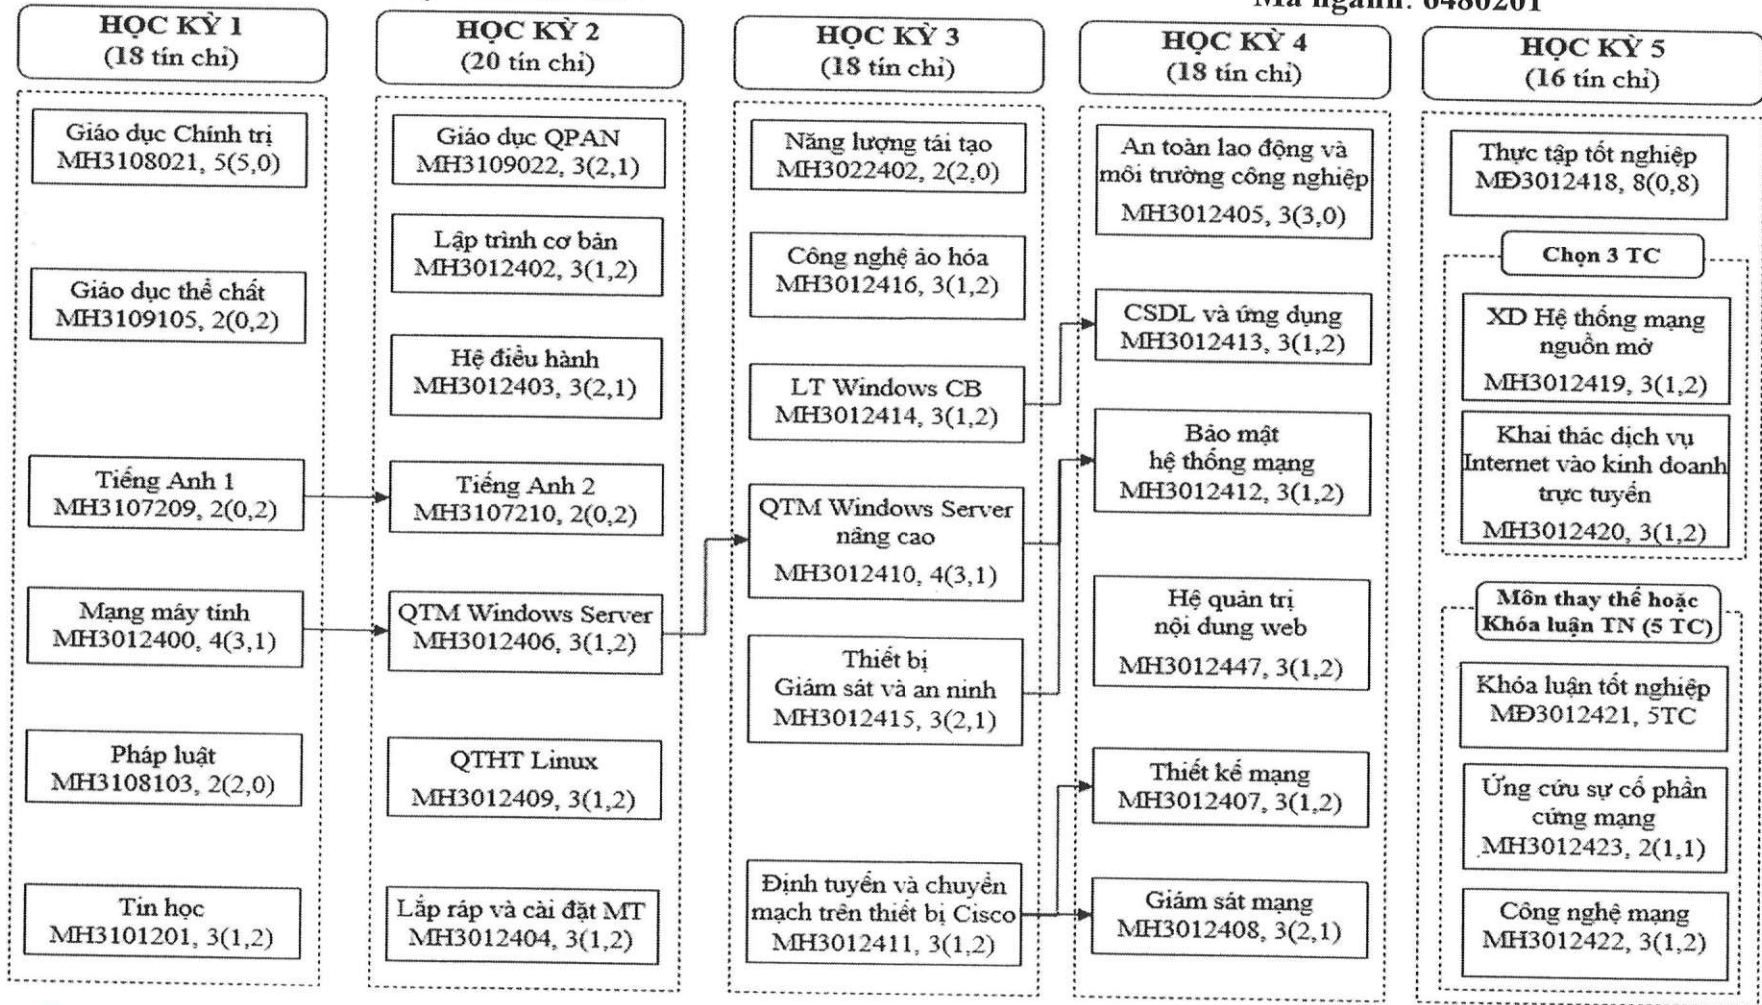 Mã ngành: 6480201
HỌC KỲ 1
(18 tín chỉ)
Giáo dục Chính trị
MH3108021, 5(5,0)
Giáo dục thể chất
MH3109105, 2(0,2)
Tiếng Anh 1
MH3107209, 2(0,2)
Mạng máy tính
MH3012400, 4(3,1)
Pháp luật
MH3108103, 2(2,0)
Tin học
MH3101201, 3(1,2)
HỌC KỲ 2
(20 tín chỉ)
Giáo dục QPAN
MH3109022, 3(2,1)
Lập trình cơ bản
MH3012402, 3(1,2)
Hệ điều hành
MH3012403, 3(2,1)
Tiếng Anh 2
MH3107210, 2(0,2)
QTM Windows Server
MH3012406, 3(1,2)
QTHT Linux
MH3012409, 3(1,2)
Lắp ráp và cài đặt MT
MH3012404, 3(1,2)
HỌC KỲ 3
(18 tín chỉ)
Năng lượng tái tạo
MH3022402, 2(2,0)
Công nghệ ảo hóa
MH3012416, 3(1,2)
LT Windows CB
MH3012414, 3(1,2)
QTM Windows Server
nâng cao
MH3012410, 4(3,1)
Thiết bị
Giám sát và an ninh
MH3012415, 3(2,1)
Định tuyến và chuyển
mạch trên thiết bị Cisco
MH3012411, 3(1,2)
HỌC KỲ 4
(18 tín chỉ)
An toàn lao động và
môi trường công nghiệp
MH3012405, 3(3,0)
CSDL và ứng dụng
MH3012413, 3(1,2)
Bảo mật
hệ thống mạng
MH3012412, 3(1,2)
Hệ quản trị
nội dung web
MH3012447, 3(1,2)
Thiết kế mạng
MH3012407, 3(1,2)
Giám sát mạng
MH3012408, 3(2,1)
HỌC KỲ 5
(16 tín chỉ)
Thực tập tốt nghiệp
MĐ3012418, 8(0,8)
Chọn 3 TC
XD Hệ thống mạng
nguồn mở
MH3012419, 3(1,2)
Khai thác dịch vụ
Internet vào kinh doanh
trực tuyến
MH3012420, 3(1,2)
Môn thay thế hoặc
Khóa luận TN (5 TC)
Khóa luận tốt nghiệp
MĐ3012421, 5TC
Ứng cứu sự cố phần
cứng mạng
MH3012423, 2(1,1)
Công nghệ mạng
MH3012422, 3(1,2)